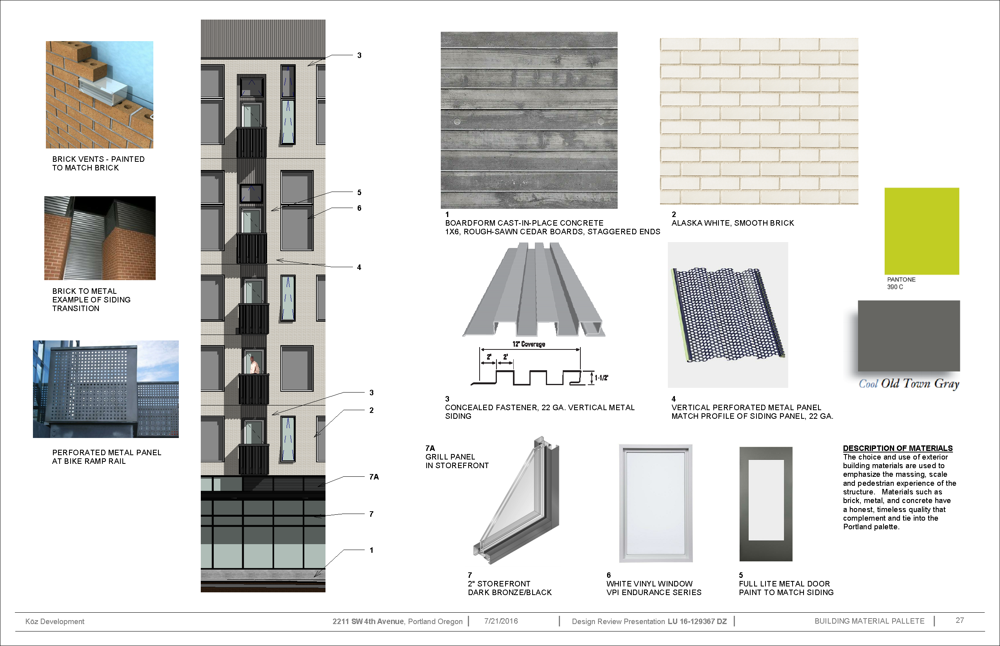 BRICK VENTS - PAINTED
TO MATCH BRICK
BRICK TO METAL
EXAMPLE OF SIDING
TRANSITION
PERFORATED METAL PANEL
AT BIKE RAMP RAIL
3
5
6
4
3
2
7A
7
1
1
BOARDFORM CAST-IN-PLACE CONCRETE
1X6, ROUGH-SAWN CEDAR BOARDS, STAGGERED ENDS
2
ALASKA WHITE, SMOOTH BRICK
PANTONE
390 C
Cool Old Town Gray
12" Coverage
2" 2"
1-1/2"
3
CONCEALED FASTENER, 22 GA. VERTICAL METAL
SIDING
4
VERTICAL PERFORATED METAL PANEL
MATCH PROFILE OF SIDING PANEL, 22 GA.
7A
GRILL PANEL
IN STOREFRONT
7
2" STOREFRONT
DARK BRONZE/BLACK
6
WHITE VINYL WINDOW
VPI ENDURANCE SERIES
5
FULL LITE METAL DOOR
PAINT TO MATCH SIDING
DESCRIPTION OF MATERIALS
The choice and use of exterior
building materials are used to
emphasize the massing, scale
and pedestrian experience of the
structure.   Materials such as
brick, metal, and concrete have
a honest, timeless quality that
complement and tie into the
Portland palette.
Kōz Development
2211 SW 4th Avenue, Portland Oregon
7/21/2016
Design Review Presentation LU 16-129367 DZ
BUILDING MATERIAL PALLETE
27